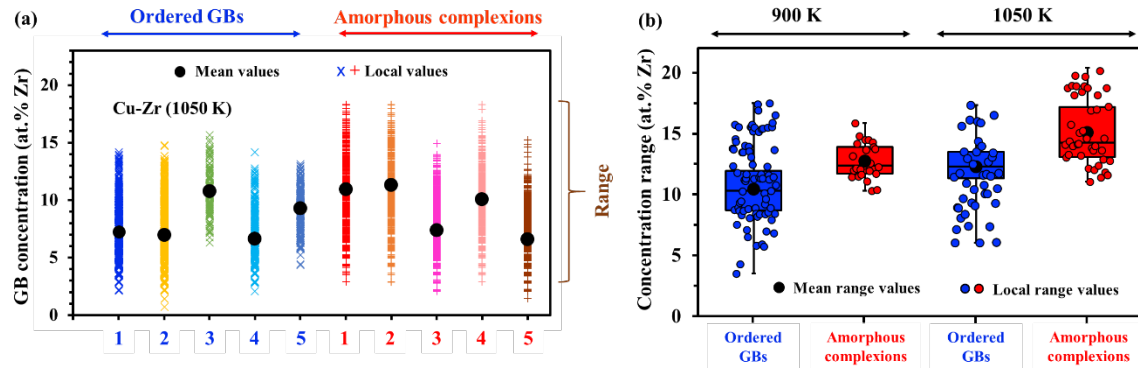 (a)
Ordered GBs
Amorphous complexions
GB concentration (at.% Zr)
20
15
10
5
0
Mean values
x + Local values
Cu-Zr (1050 K)
Range
1 2 3 4 5 1 2 3 4 5
(b)
900 K
1050 K
Concentration range (at.% Zr)
20
15
10
5
0
Mean range values
Local range values
Ordered GBs
Amorphous complexions
Ordered GBs
Amorphous complexions